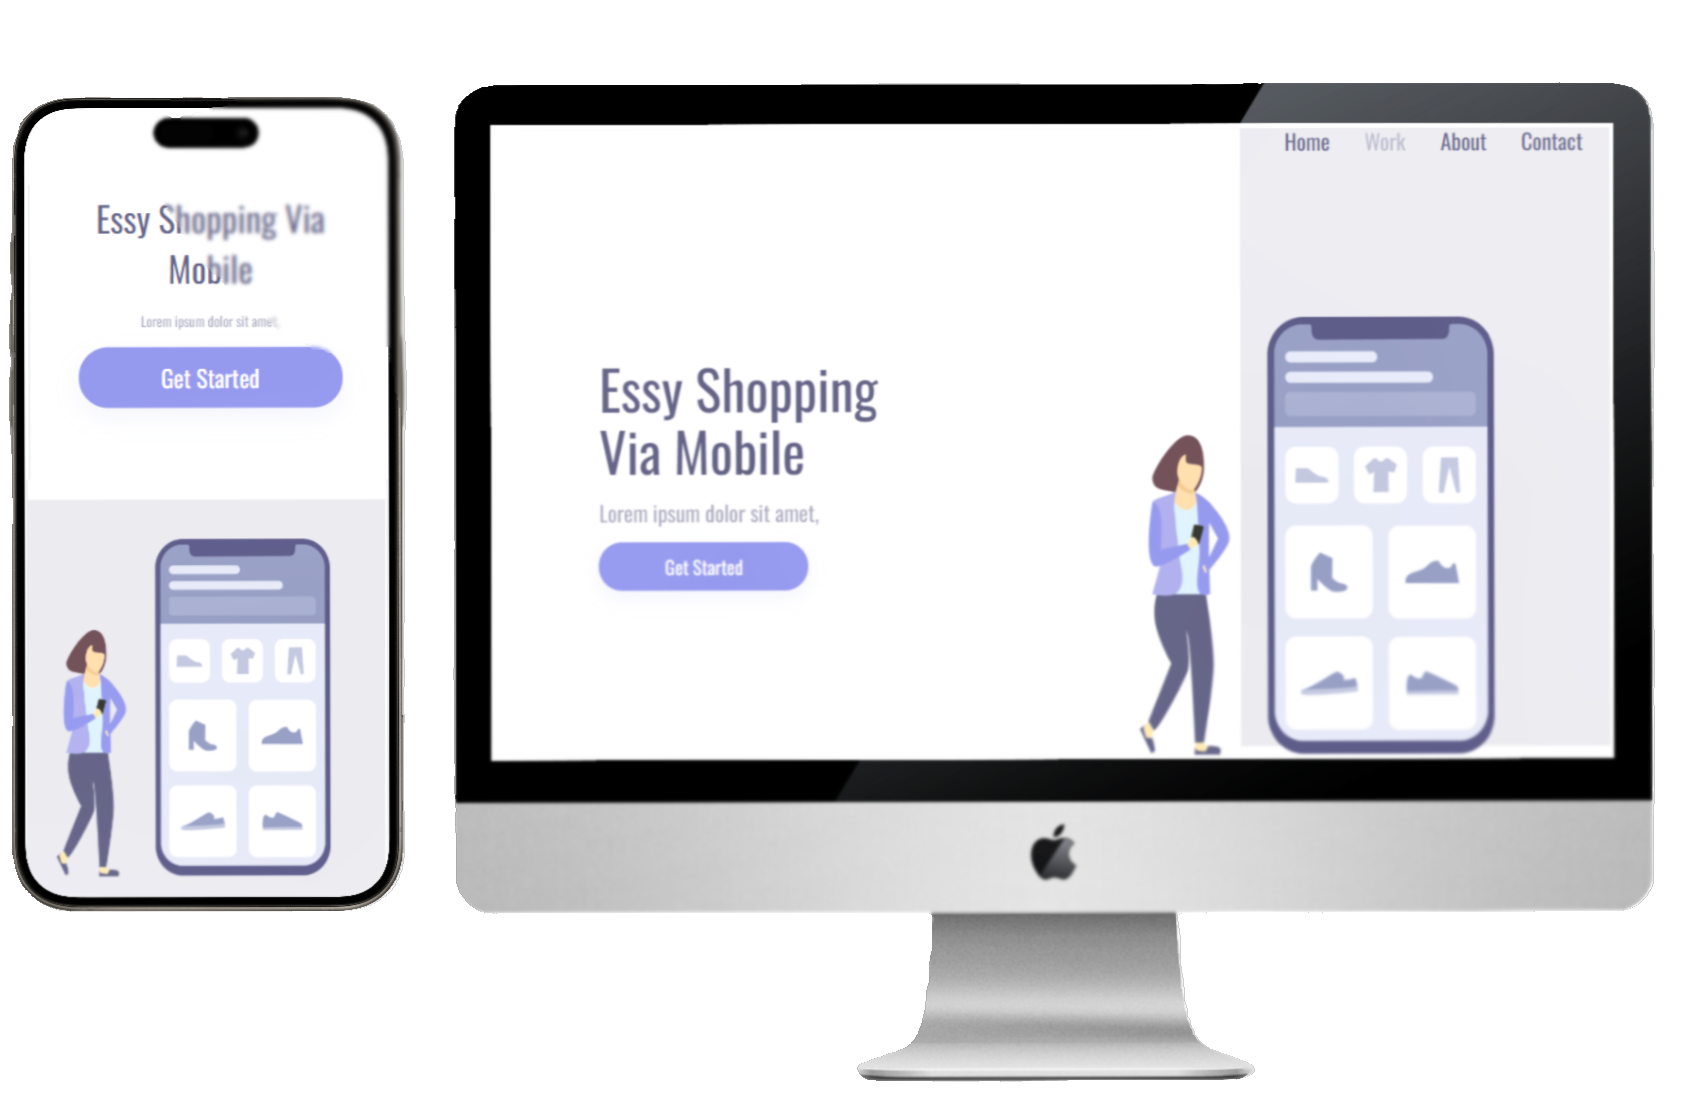 Essy Shopping Via
Mobile
Lorem ipsum dolor sit amet,
Get Started
Home Work About Contact
Essy Shopping
Via Mobile
Lorem ipsum dolor sit amet,
Get Started